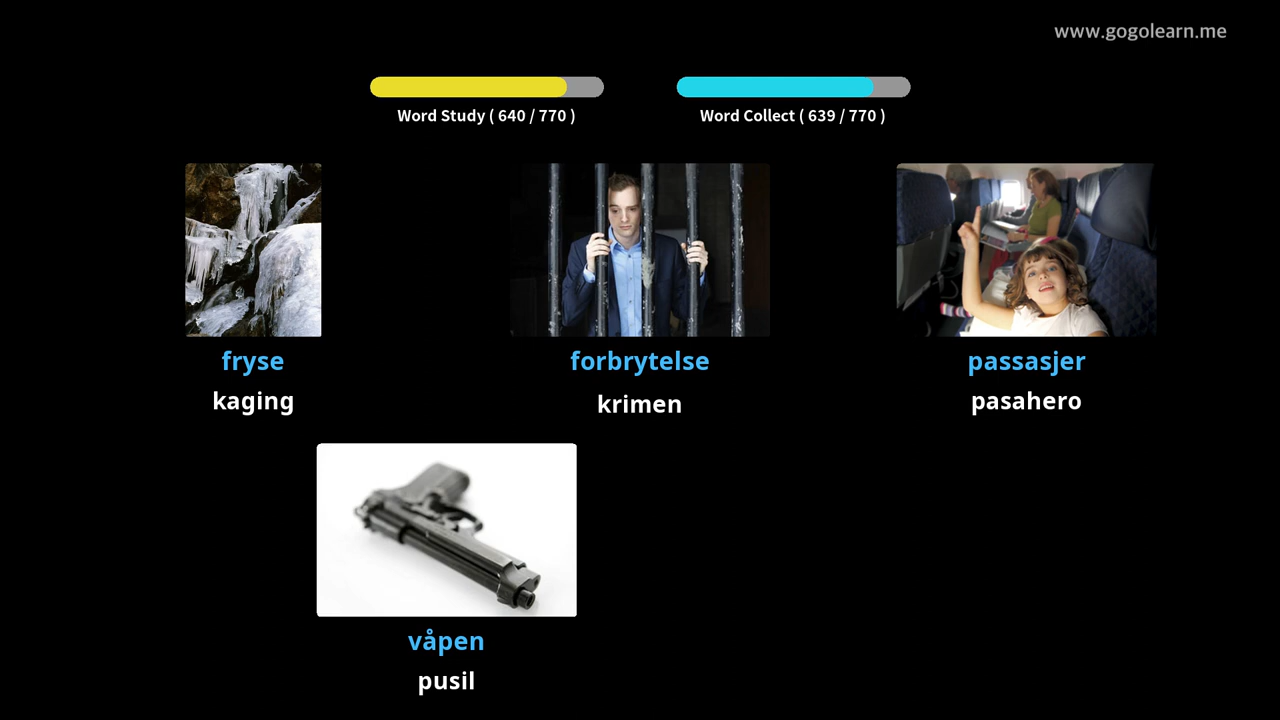 www.gogolearn.me
Word Study ( 640 / 770 )
Word Collect ( 639 / 770 )
fryse
kaging
forbrytelse
krimen
passasjer
pasahero
våpen
pusil